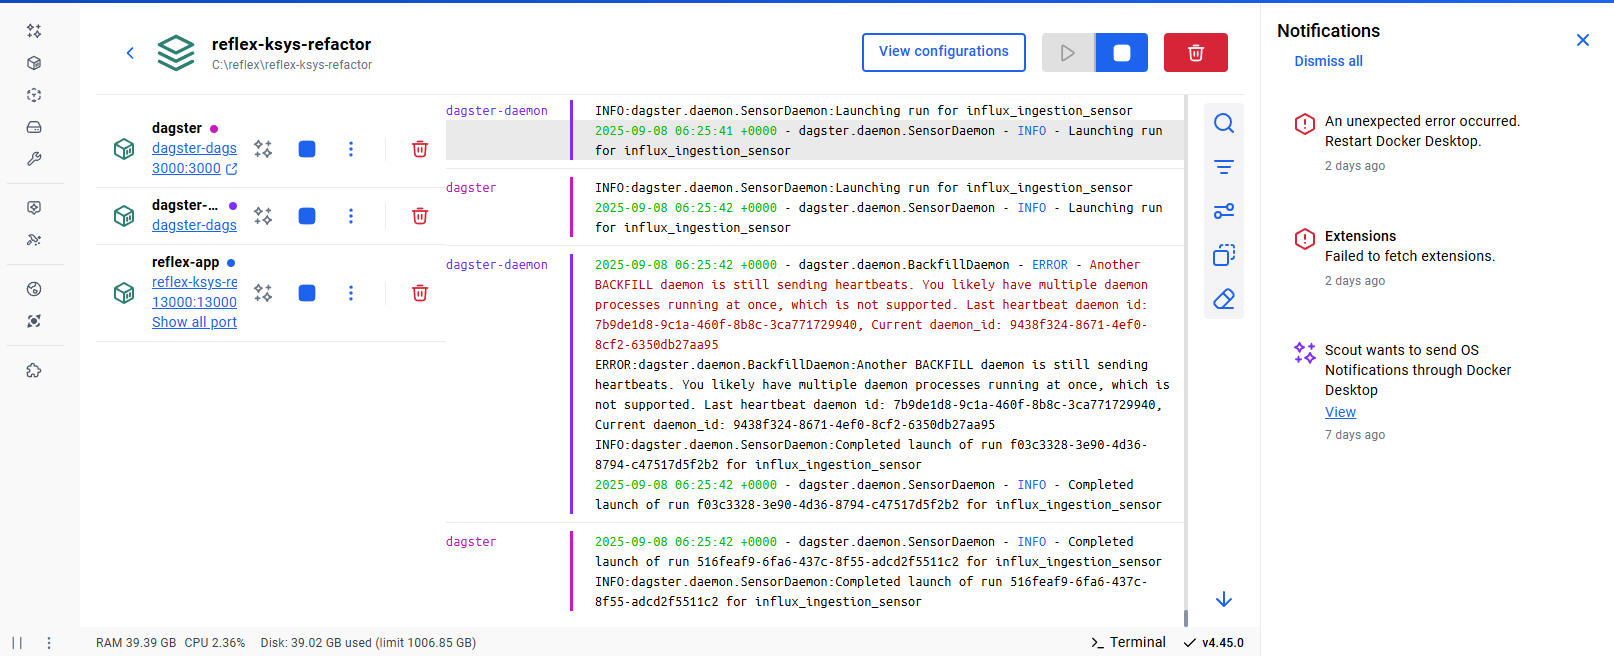 reflex-ksys-refactor
C:\reflex\reflex-ksys-refactor
View configurations
dagster
dagster-dags
3000:3000
dagster-...
dagster-dags
reflex-app
reflex-ksys-re
13000:13000
Show all port
dagster-daemon
INFO:dagster.daemon.SensorDaemon:Launching run for influx_ingestion_sensor
2025-09-08 06:25:41 +0000 - dagster.daemon.SensorDaemon - INFO - Launching run
for influx_ingestion_sensor
dagster
INFO:dagster.daemon.SensorDaemon:Launching run for influx_ingestion_sensor
2025-09-08 06:25:42 +0000 - dagster.daemon.SensorDaemon - INFO - Launching run
for influx_ingestion_sensor
dagster-daemon
2025-09-08 06:25:42 +0000 - dagster.daemon.BackfillDaemon - ERROR - Another
BACKFILL daemon is still sending heartbeats. You likely have multiple daemon
processes running at once, which is not supported. Last heartbeat daemon id:
7b9de1d8-9c1a-460f-8b8c-3ca771729940, Current daemon_id: 9438f324-8671-4ef0-
8cf2-6350db27aa95
ERROR:dagster.daemon.BackfillDaemon:Another BACKFILL daemon is still sending
heartbeats. You likely have multiple daemon processes running at once, which is
not supported. Last heartbeat daemon id: 7b9de1d8-9c1a-460f-8b8c-3ca771729940,
Current daemon_id: 9438f324-8671-4ef0-8cf2-6350db27aa95
INFO:dagster.daemon.SensorDaemon:Completed launch of run f03c3328-3e90-4d36-
8794-c47517d5f2b2 for influx_ingestion_sensor
2025-09-08 06:25:42 +0000 - dagster.daemon.SensorDaemon - INFO - Completed
launch of run f03c3328-3e90-4d36-8794-c47517d5f2b2 for influx_ingestion_sensor
dagster
2025-09-08 06:25:42 +0000 - dagster.daemon.SensorDaemon - INFO - Completed
launch of run 516feaf9-6fa6-437c-8f55-adcd2f5511c2 for influx_ingestion_sensor
INFO:dagster.daemon.SensorDaemon:Completed launch of run 516feaf9-6fa6-437c-
8f55-adcd2f5511c2 for influx_ingestion_sensor
Notifications
Dismiss all
An unexpected error occurred.
Restart Docker Desktop.
2 days ago
Extensions
Failed to fetch extensions.
2 days ago
Scout wants to send OS
Notifications through Docker
Desktop
View
7 days ago
RAM 39.39 GB CPU 2.36% Disk: 39.02 GB used (limit 1006.85 GB)
Terminal
v4.45.0